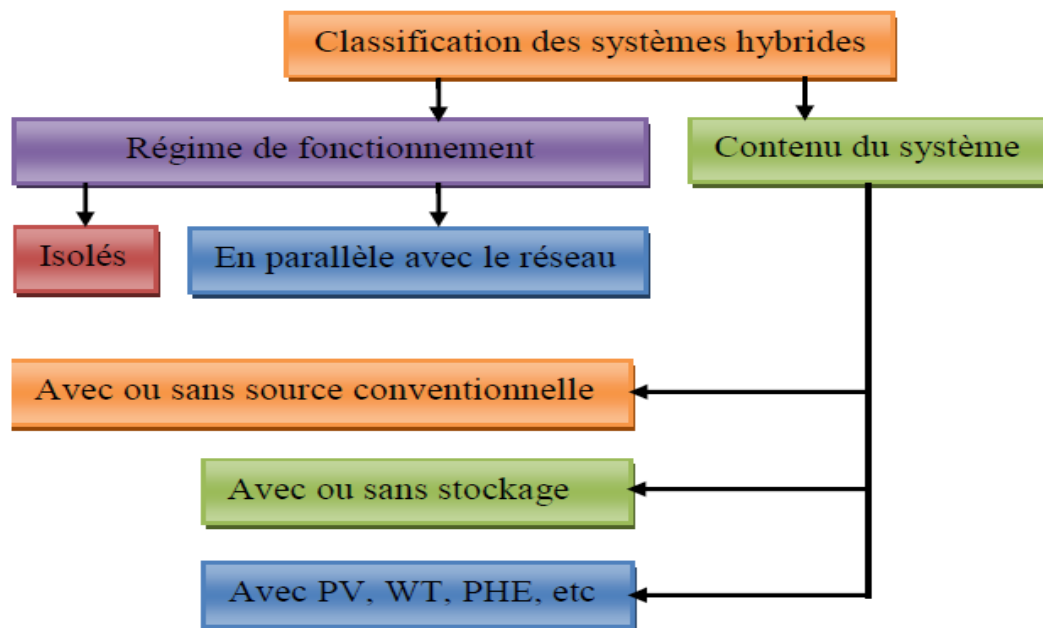 Classification des systèmes hybrides
Régime de fonctionnement
Contenu du système
Isolés
En parallèle avec le réseau
Avec ou sans source conventionnelle
Avec ou sans stockage
Avec PV, WT, PHE, etc